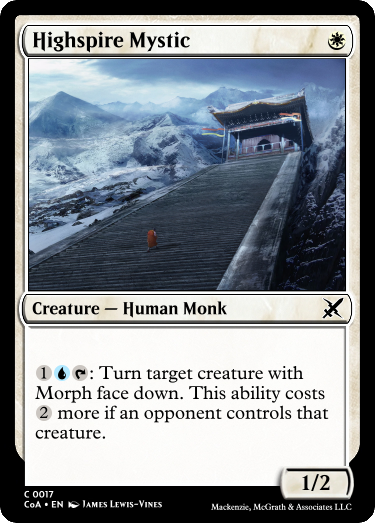 Highspire Mystic
Creature — Human Monk
1 : Turn target creature with
Morph face down. This ability costs
2 more if an opponent controls that
creature.
1/2
C 0017
CoA • EN James Lewis-Vines
Mackenzie, McGrath & Associates LLC